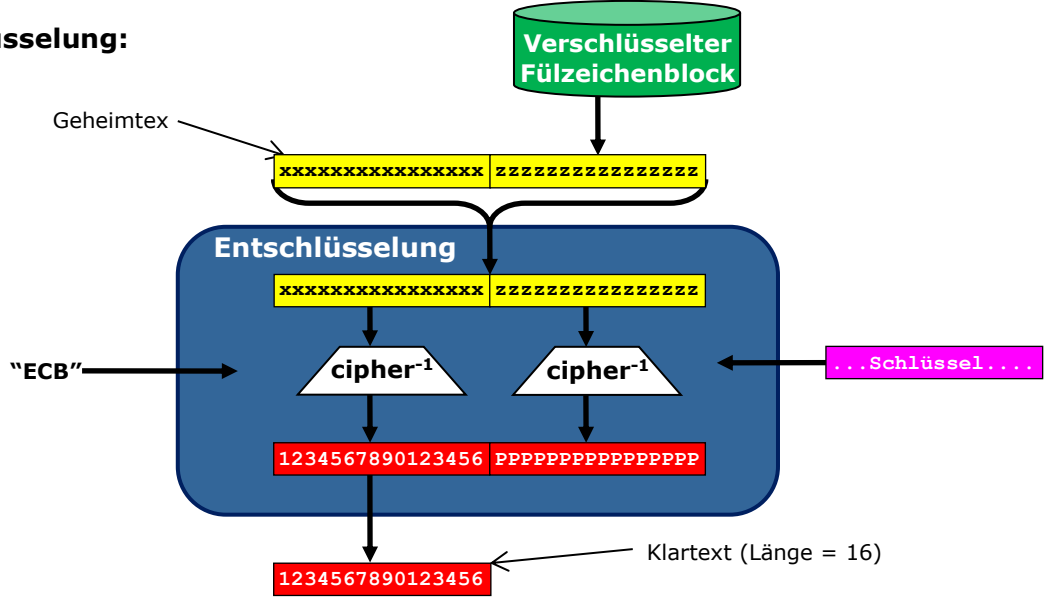 üsselung:
Verschlüsselter
Fülzeichenblock
Geheimtex
xxxxxxxxxxxxxxxx zzzzzzzzzzzzzzzz
Entschlüsselung
xxxxxxxxxxxxxxxx zzzzzzzzzzzzzzzz
cipher-1 cipher-1
“ECB”
...Schlüssel....
1234567890123456 PPPPPPPPPPPPPPPP
Klartext (Länge = 16)
1234567890123456